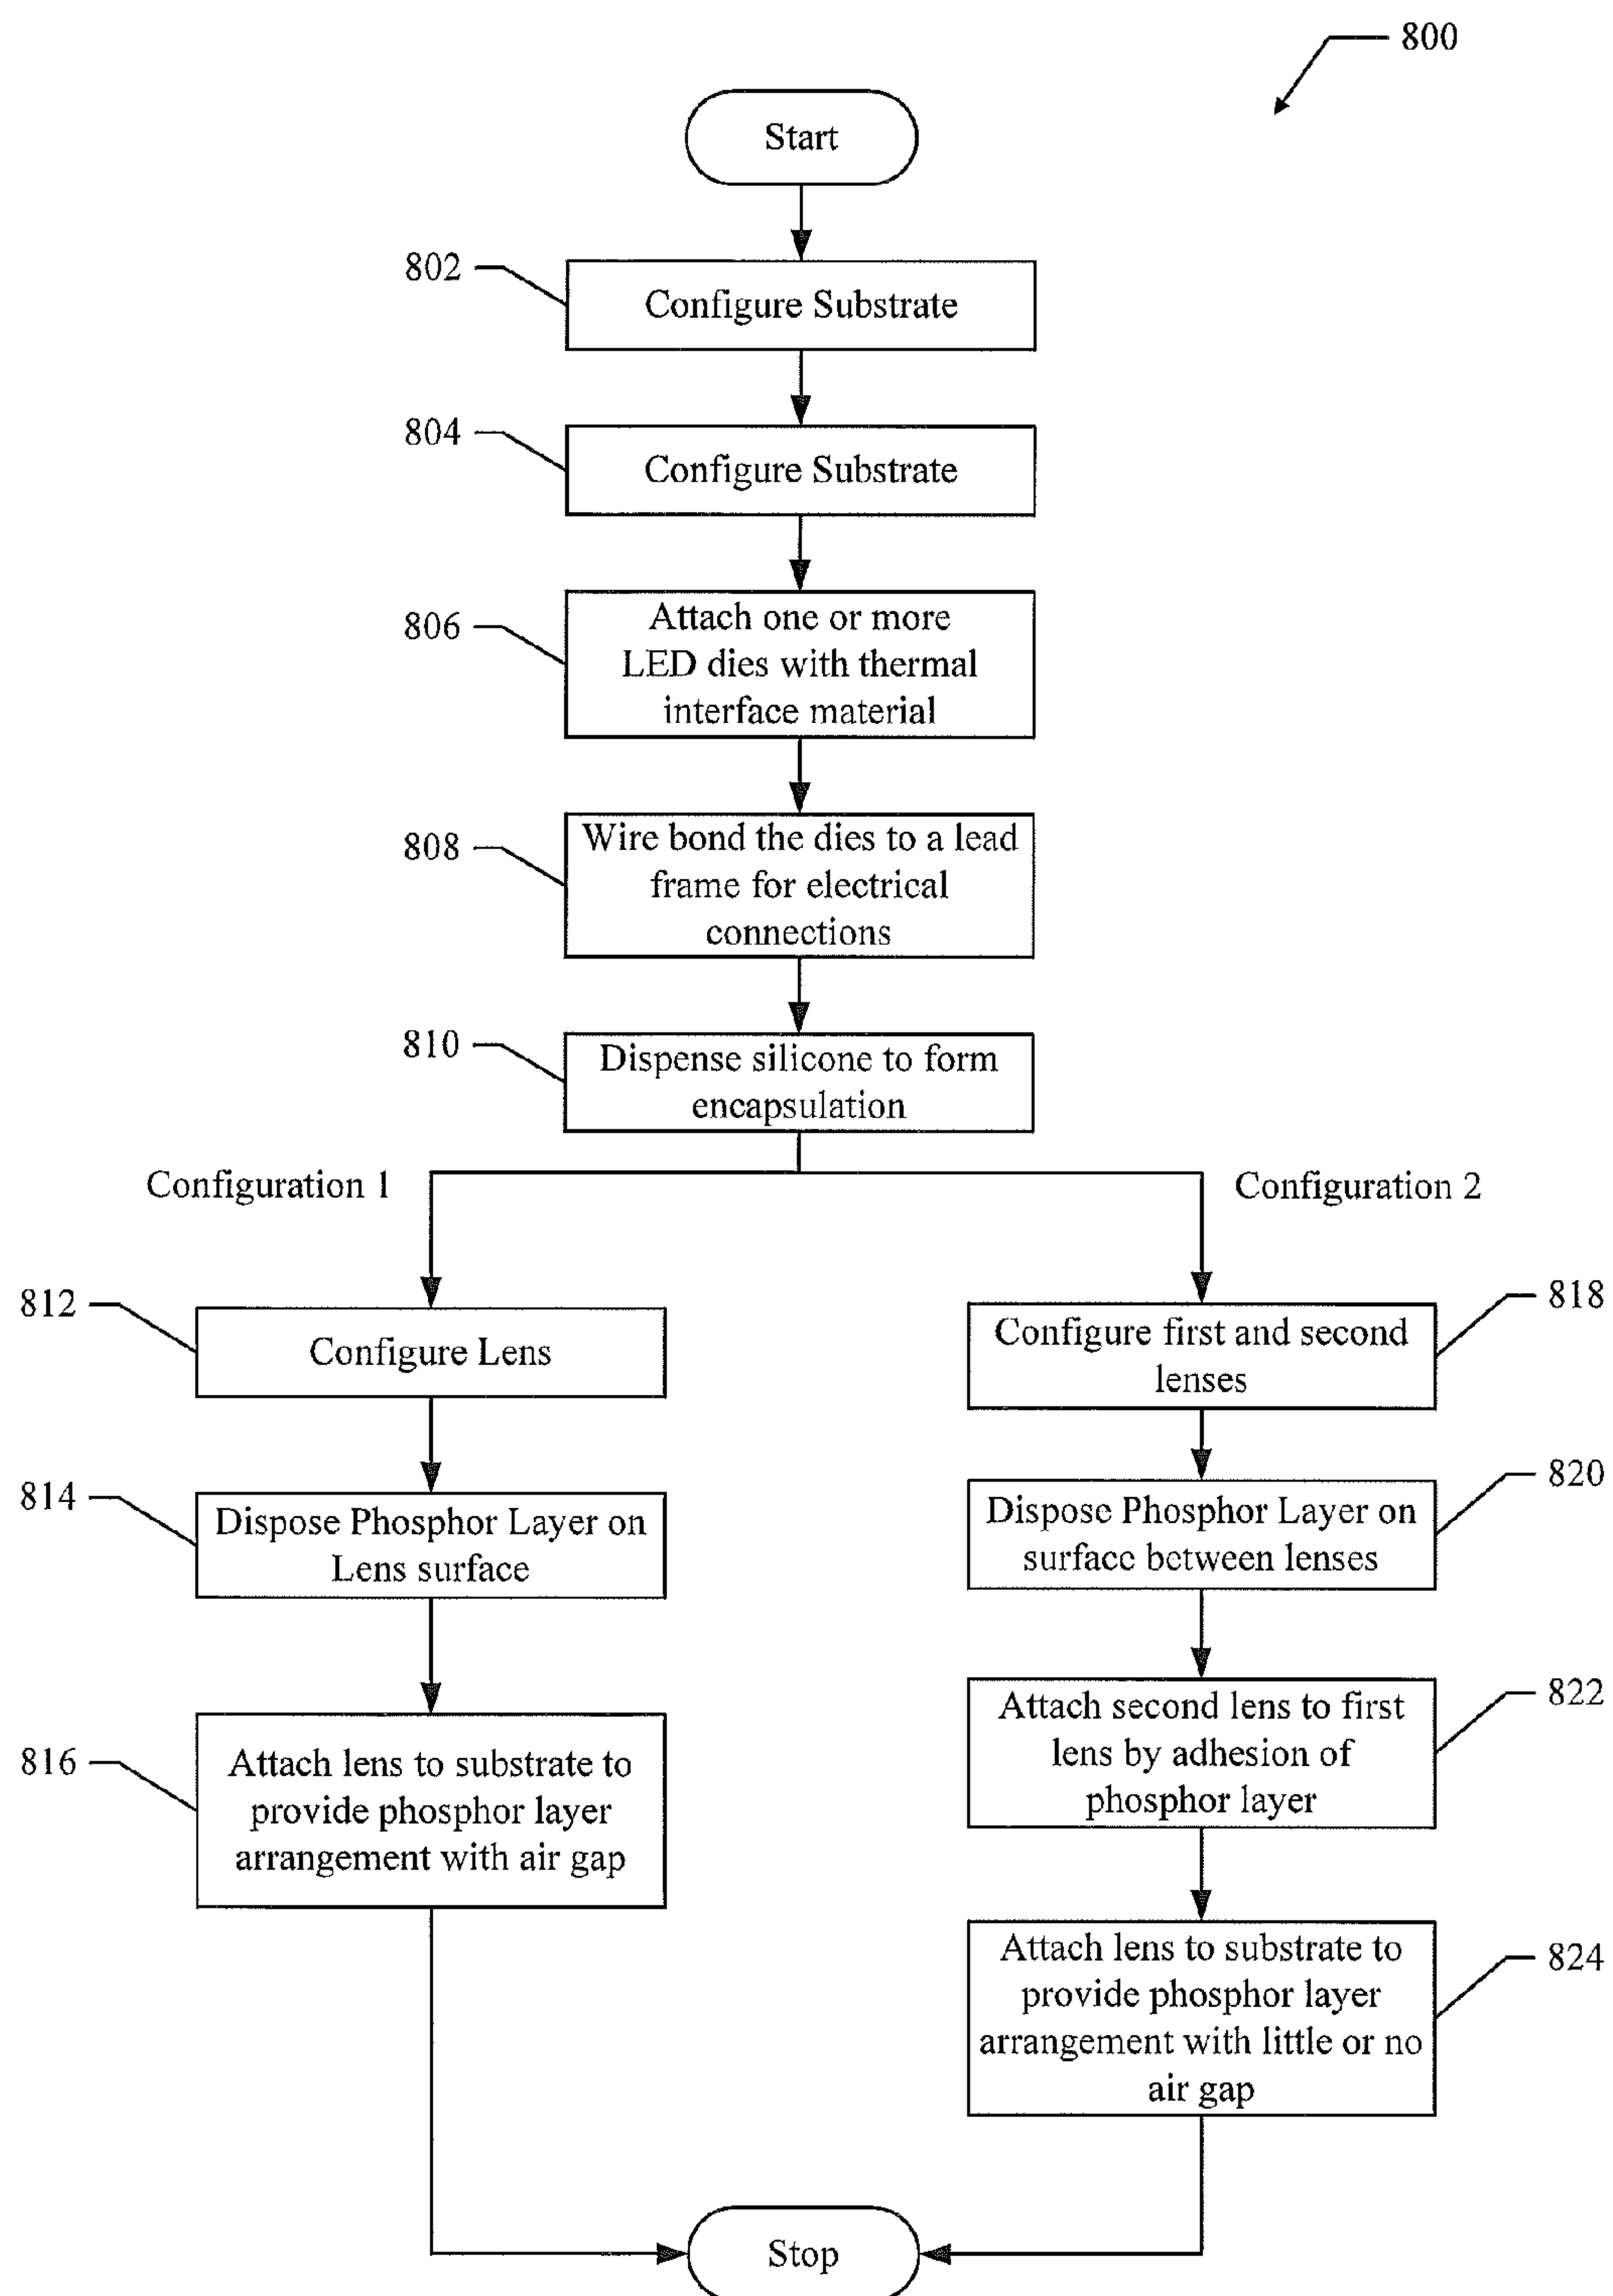 800
Start
802
Configure Substrate
804
Configure Substrate
806
Attach one or more
LED dies with thermal
interface material
808
Wire bond the dies to a lead
frame for electrical
connections
810
Dispense silicone to form
encapsulation
Configuration 1
Configuration 2
812
Configure Lens
814
Dispose Phosphor Layer on
Lens surface
816
Attach lens to substrate to
provide phosphor layer
arrangement with air gap
818
Configure first and second
lenses
820
Dispose Phosphor Layer on
surface between lenses
822
Attach second lens to first
lens by adhesion of
phosphor layer
824
Attach lens to substrate to
provide phosphor layer
arrangement with little or no
air gap
Stop